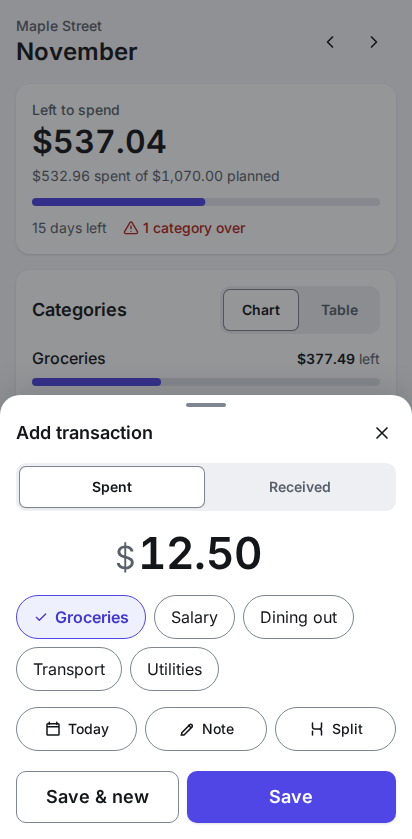 Maple Street
November
Left to spend
$537.04
$532.96 spent of $1,070.00 planned
15 days left 1 category over
Categories Chart Table
Groceries $377.49 left
Add transaction
Spent Received
$12.50
Groceries Salary Dining out
Transport Utilities
Today Note Split
Save & new Save